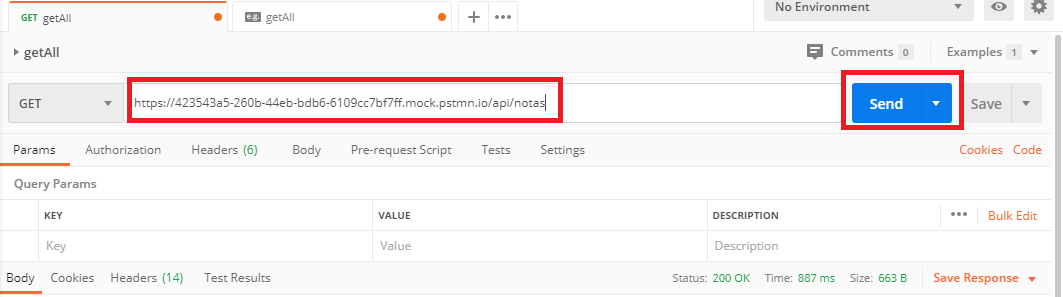 GET getAll
e.g. getAll
No Environment
getAll
Comments 0
Examples 1
GET
https://423543a5-260b-44eb-bdb6-6109cc7bf7ff.mock.pstmn.io/api/notas
Send
Save
Params Authorization Headers (6) Body Pre-request Script Tests Settings Cookies Code
Query Params
KEY VALUE DESCRIPTION Bulk Edit
Key Value Description
Body Cookies Headers (14) Test Results Status: 200 OK Time: 887 ms Size: 663 B Save Response